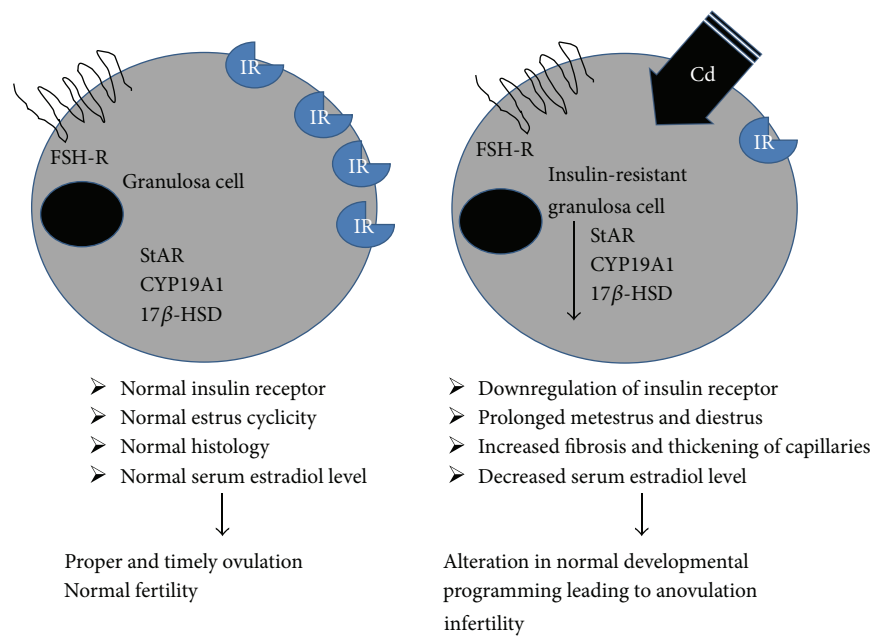 IR
IR
IR
IR
FSH-R
Granulosa cell
StAR
CYP19A1
17β-HSD
➢ Normal insulin receptor
➢ Normal estrus cyclicity
➢ Normal histology
➢ Normal serum estradiol level
Proper and timely ovulation
Normal fertility
Cd
IR
FSH-R
Insulin-resistant
granulosa cell
StAR
CYP19A1
17β-HSD
➢ Downregulation of insulin receptor
➢ Prolonged metestrus and diestrus
➢ Increased fibrosis and thickening of capillaries
➢ Decreased serum estradiol level
Alteration in normal developmental
programming leading to anovulation
infertility